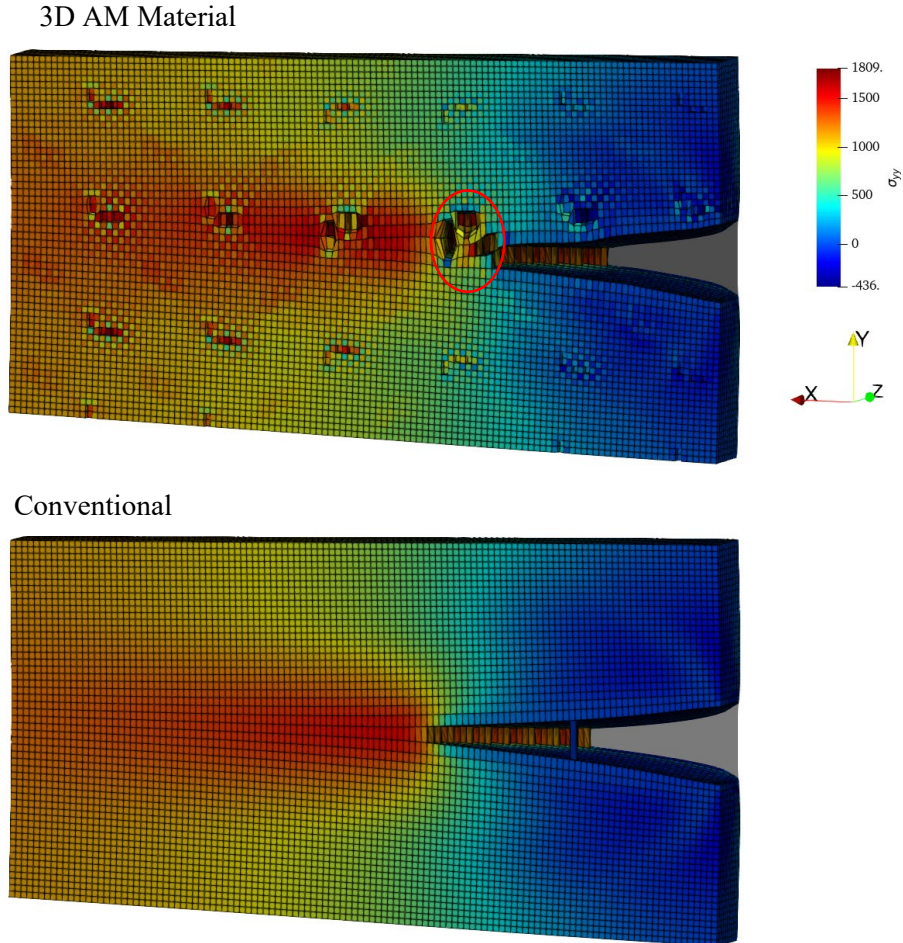 3D AM Material
1809.
1500
1000
500
0
-436.
σyy
Y
X
Z
Conventional